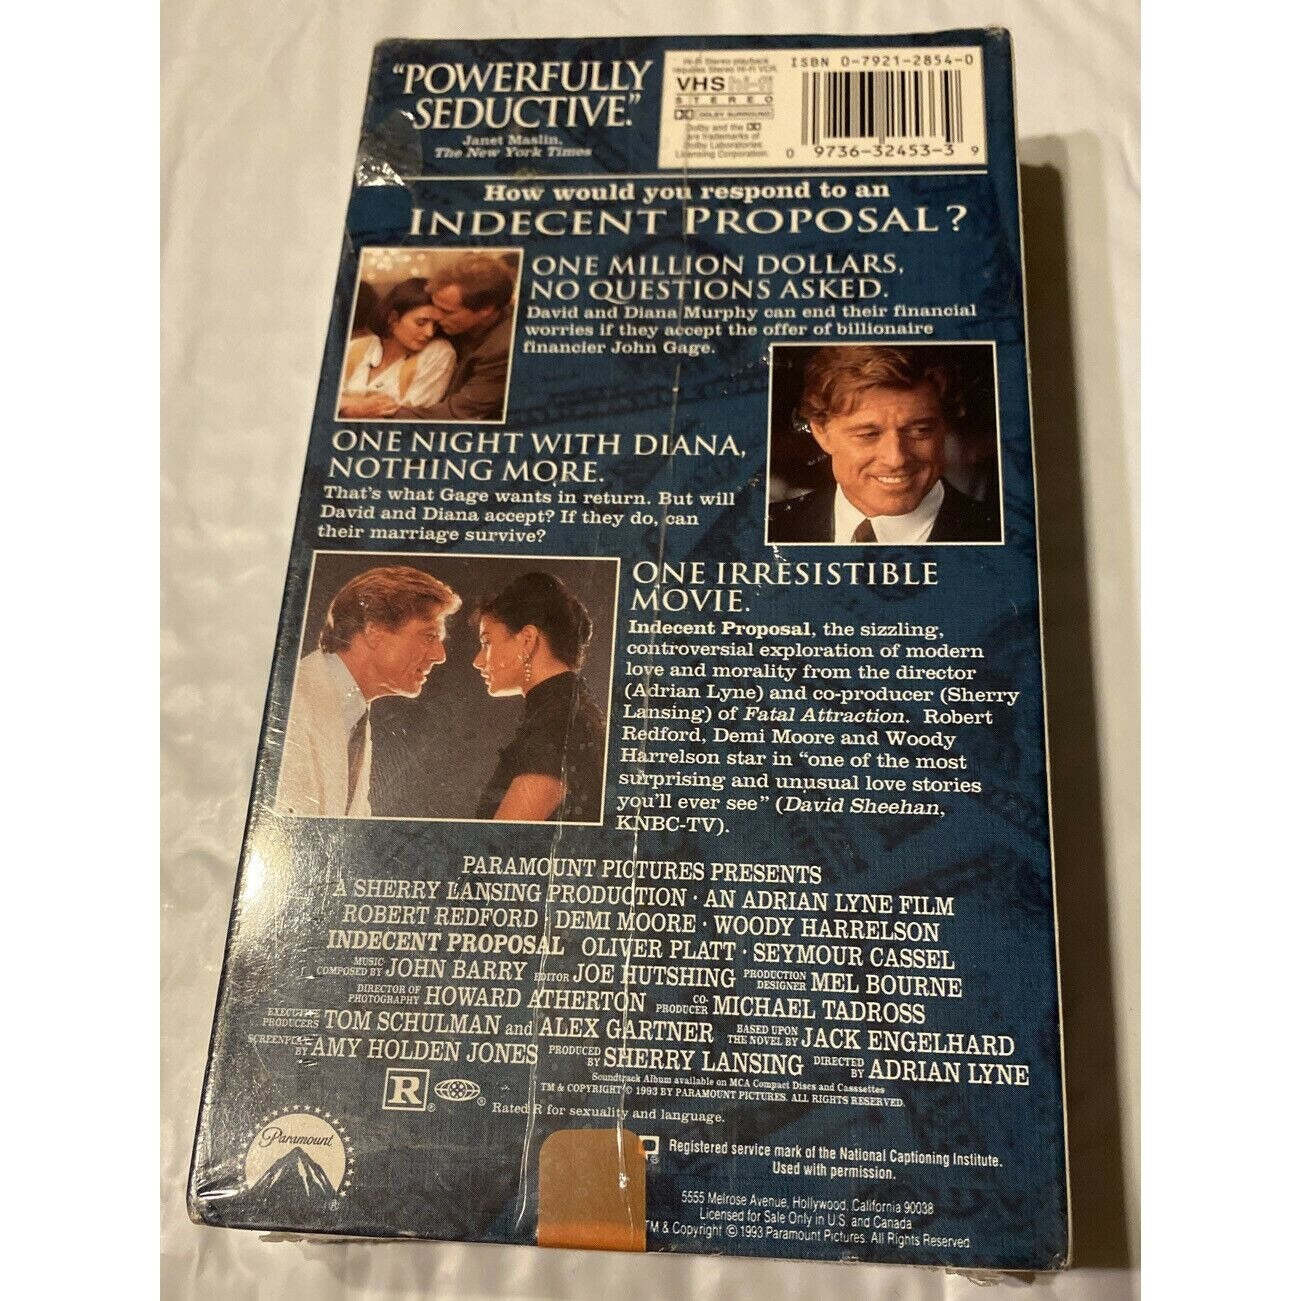 “POWERFULLY
SEDUCTIVE.”
Janet Maslin,
The New York Times
Hi-Fi Stereo playback
requires Stereo Hi-Fi VCR.
VHS
STEREO
DOLBY SURROUND
Dolby and the
are trademarks of
Dolby Laboratories
Licensing Corporation.
ISBN 0-7921-2854-0
0 9736-32453-3 9
How would you respond to an
INDECENT PROPOSAL?
ONE MILLION DOLLARS,
NO QUESTIONS ASKED.
David and Diana Murphy can end their financial
worries if they accept the offer of billionaire
financier John Gage.
ONE NIGHT WITH DIANA,
NOTHING MORE.
That's what Gage wants in return. But will
David and Diana accept? If they do, can
their marriage survive?
ONE IRRESISTIBLE
MOVIE.
Indecent Proposal, the sizzling,
controversial exploration of modern
love and morality from the director
(Adrian Lyne) and co-producer (Sherry
Lansing) of Fatal Attraction. Robert
Redford, Demi Moore and Woody
Harrelson star in “one of the most
surprising and unusual love stories
you'll ever see” (David Sheehan,
KNBC-TV).
PARAMOUNT PICTURES PRESENTS
A SHERRY LANSING PRODUCTION · AN ADRIAN LYNE FILM
ROBERT REDFORD · DEMI MOORE · WOODY HARRELSON
INDECENT PROPOSAL OLIVER PLATT · SEYMOUR CASSEL
MUSIC COMPOSED BY JOHN BARRY EDITOR JOE HUTSHING PRODUCTION DESIGNER MEL BOURNE
DIRECTOR OF PHOTOGRAPHY HOWARD ATHERTON CO-PRODUCER MICHAEL TADROSS
EXECUTIVE PRODUCERS TOM SCHULMAN and ALEX GARTNER BASED UPON THE NOVEL BY JACK ENGELHARD
SCREENPLAY BY AMY HOLDEN JONES PRODUCED BY SHERRY LANSING DIRECTED BY ADRIAN LYNE
Soundtrack Album available on MCA Compact Discs and Casssettes
TM & COPYRIGHT © 1993 BY PARAMOUNT PICTURES. ALL RIGHTS RESERVED.
R ® ®
Rated R for sexuality and language.
Paramount
®
® Registered service mark of the National Captioning Institute.
Used with permission.
5555 Melrose Avenue, Hollywood, California 90038
Licensed for Sale Only in U.S. and Canada
TM & Copyright © 1993 Paramount Pictures. All Rights Reserved